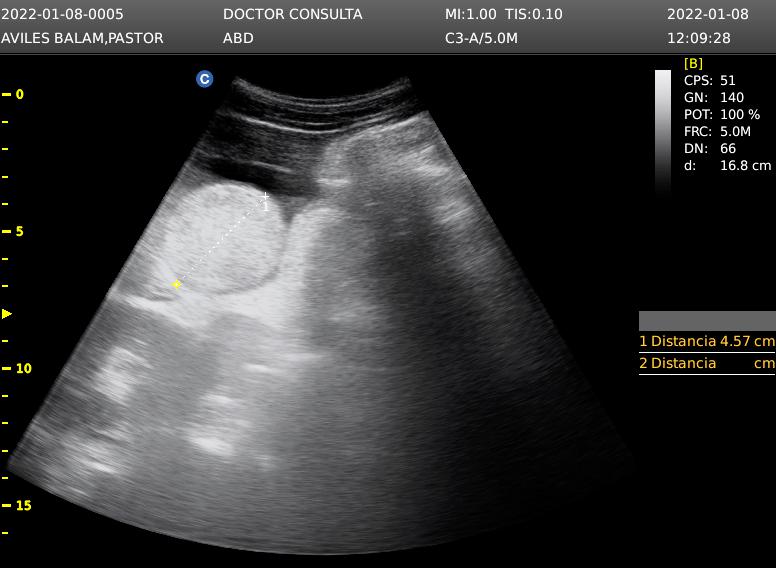 2022-01-08-0005 DOCTOR CONSULTA MI:1.00 TIS:0.10 2022-01-08
AVILES BALAM,PASTOR ABD C3-A/5.0M 12:09:28
C
[B]
CPS: 51
GN: 140
POT: 100 %
FRC: 5.0M
DN: 66
d: 16.8 cm
0
5
10
15
1
1 Distancia 4.57 cm
2 Distancia cm